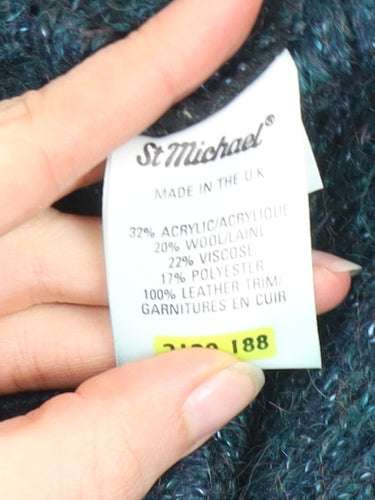 St Michael®
MADE IN THE U.K
32% ACRYLIC/ACRYLIQUE
20% WOOL/LAINE
22% VISCOSE
17% POLYESTER
100% LEATHER TRIM/
GARNITURES EN CUIR
188